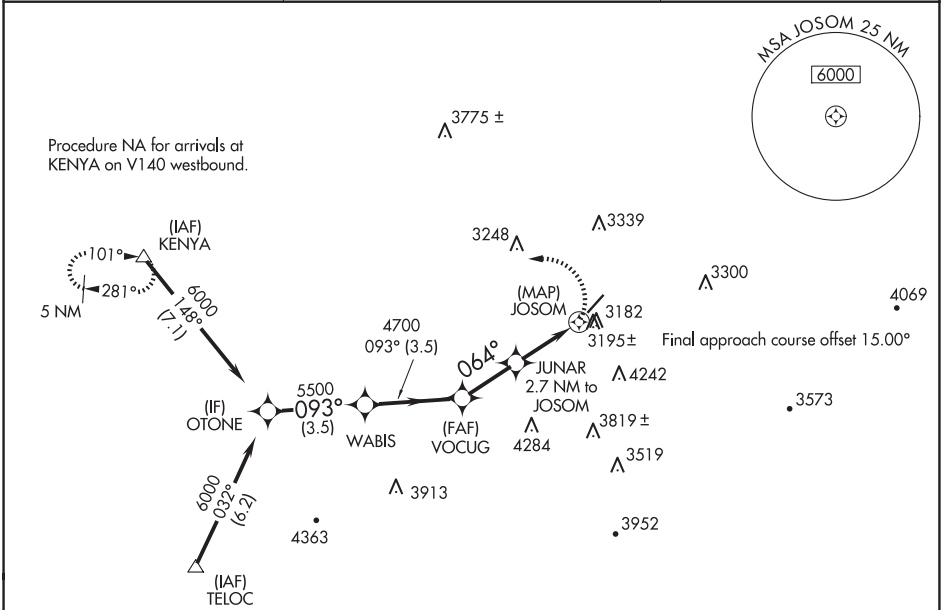 MSA JOSOM 25 NM
6000
3775 ±
Procedure NA for arrivals at
KENYA on V140 westbound.
(IAF)
KENYA
101°
281°
5 NM
6000
148°
(7.1)
3248
3339
3300
4069
(MAP)
JOSOM
3182
3195±
Final approach course offset 15.00°
4700
093° (3.5)
064°
JUNAR
2.7 NM to
JOSOM
4242
3573
(IF)
OTONE
5500
093°
(3.5)
WABIS
(FAF)
VOCUG
4284
3819 ±
3519
3913
3952
4363
6000
032°
(6.2)
(IAF)
TELOC